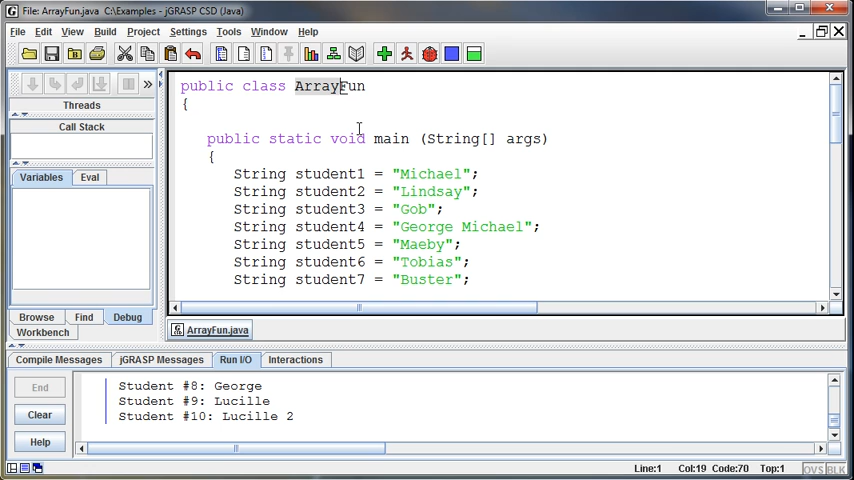 File: ArrayFun.java C:\Examples - jGRASP CSD (Java)
File Edit View Build Project Settings Tools Window Help
Threads
Call Stack
Variables Eval
Browse Find Debug
Workbench
public class ArrayFun
{
public static void main (String[] args)
{
String student1 = "Michael";
String student2 = "Lindsay";
String student3 = "Gob";
String student4 = "George Michael";
String student5 = "Maeby";
String student6 = "Tobias";
String student7 = "Buster";
ArrayFun.java
Compile Messages jGRASP Messages Run I/O Interactions
End
Clear
Help
Student #8: George
Student #9: Lucille
Student #10: Lucille 2
Line:1 Col:19 Code:70 Top:1 OVS BLK